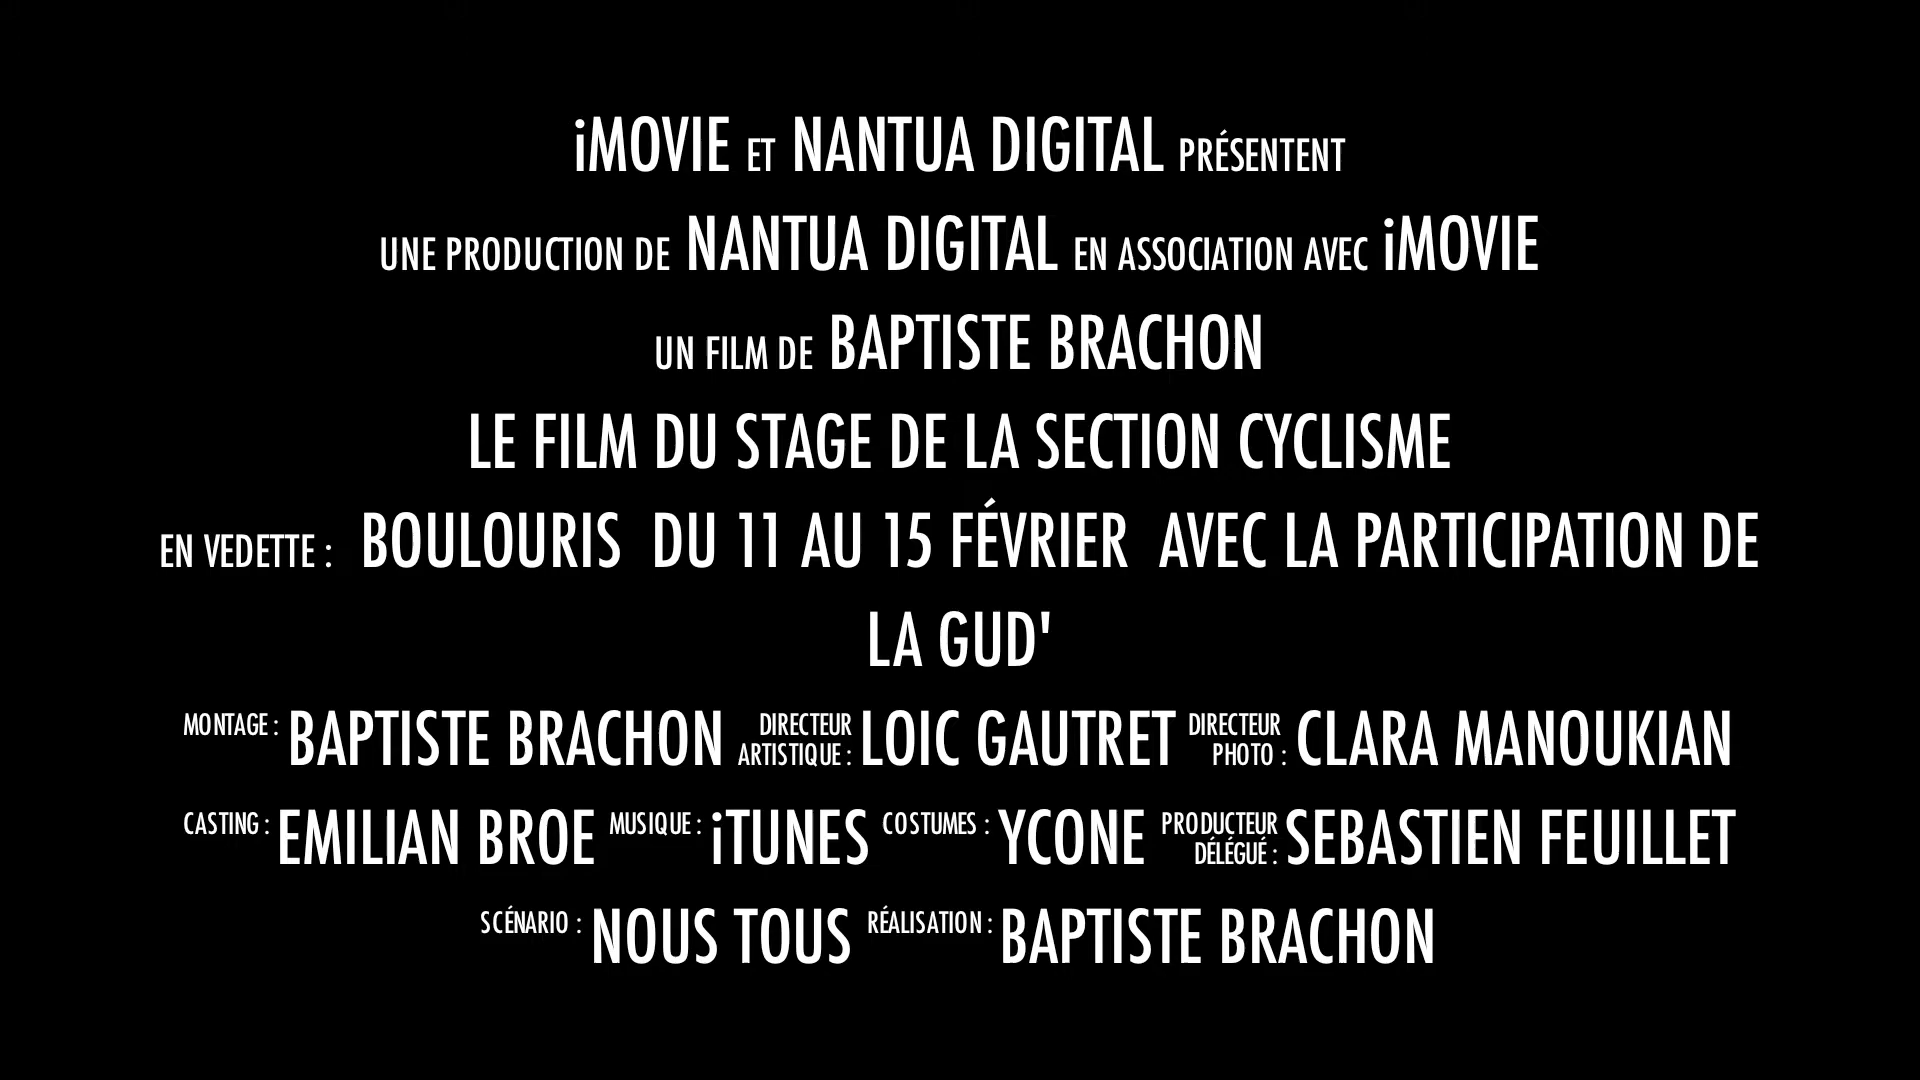 iMOVIE ET NANTUA DIGITAL PRÉSENTENT
UNE PRODUCTION DE NANTUA DIGITAL EN ASSOCIATION AVEC iMOVIE
UN FILM DE BAPTISTE BRACHON
LE FILM DU STAGE DE LA SECTION CYCLISME
EN VEDETTE : BOULOURIS DU 11 AU 15 FÉVRIER AVEC LA PARTICIPATION DE
LA GUD'
MONTAGE : BAPTISTE BRACHON DIRECTEUR ARTISTIQUE : LOIC GAUTRET DIRECTEUR PHOTO : CLARA MANOUKIAN
CASTING : EMILIAN BROE MUSIQUE : iTUNES COSTUMES : YCONE PRODUCTEUR DÉLÉGUÉ : SEBASTIEN FEUILLET
SCÉNARIO : NOUS TOUS RÉALISATION : BAPTISTE BRACHON